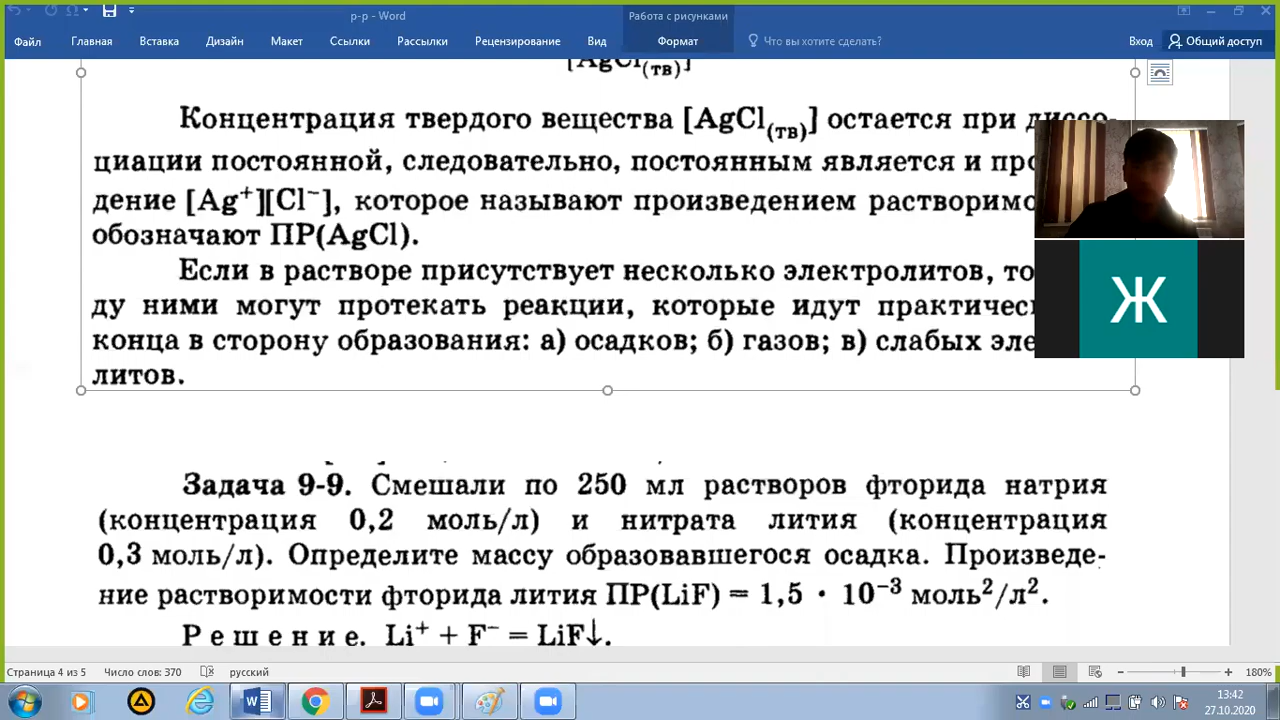 p-p - Word
Работа с рисунками
Файл Главная Вставка Дизайн Макет Ссылки Рассылки Рецензирование Вид Формат Что вы хотите сделать? Вход Общий доступ
[AgCl(тв)]
Концентрация твердого вещества [AgCl(тв)] остается при диссо-
циации постоянной, следовательно, постоянным является и про
дение [Ag⁺][Cl⁻], которое называют произведением растворимо
обозначают ПР(AgCl).
Если в растворе присутствует несколько электролитов, то
ду ними могут протекать реакции, которые идут практичес
конца в сторону образования: а) осадков; б) газов; в) слабых эле
литов.
Ж
Задача 9-9. Смешали по 250 мл растворов фторида натрия
(концентрация 0,2 моль/л) и нитрата лития (концентрация
0,3 моль/л). Определите массу образовавшегося осадка. Произведе-
ние растворимости фторида лития ПР(LiF) = 1,5 · 10⁻³ моль²/л².
Решение. Li⁺ + F⁻ = LiF↓.
Страница 4 из 5 Число слов: 370 русский 180%
13:42
27.10.2020